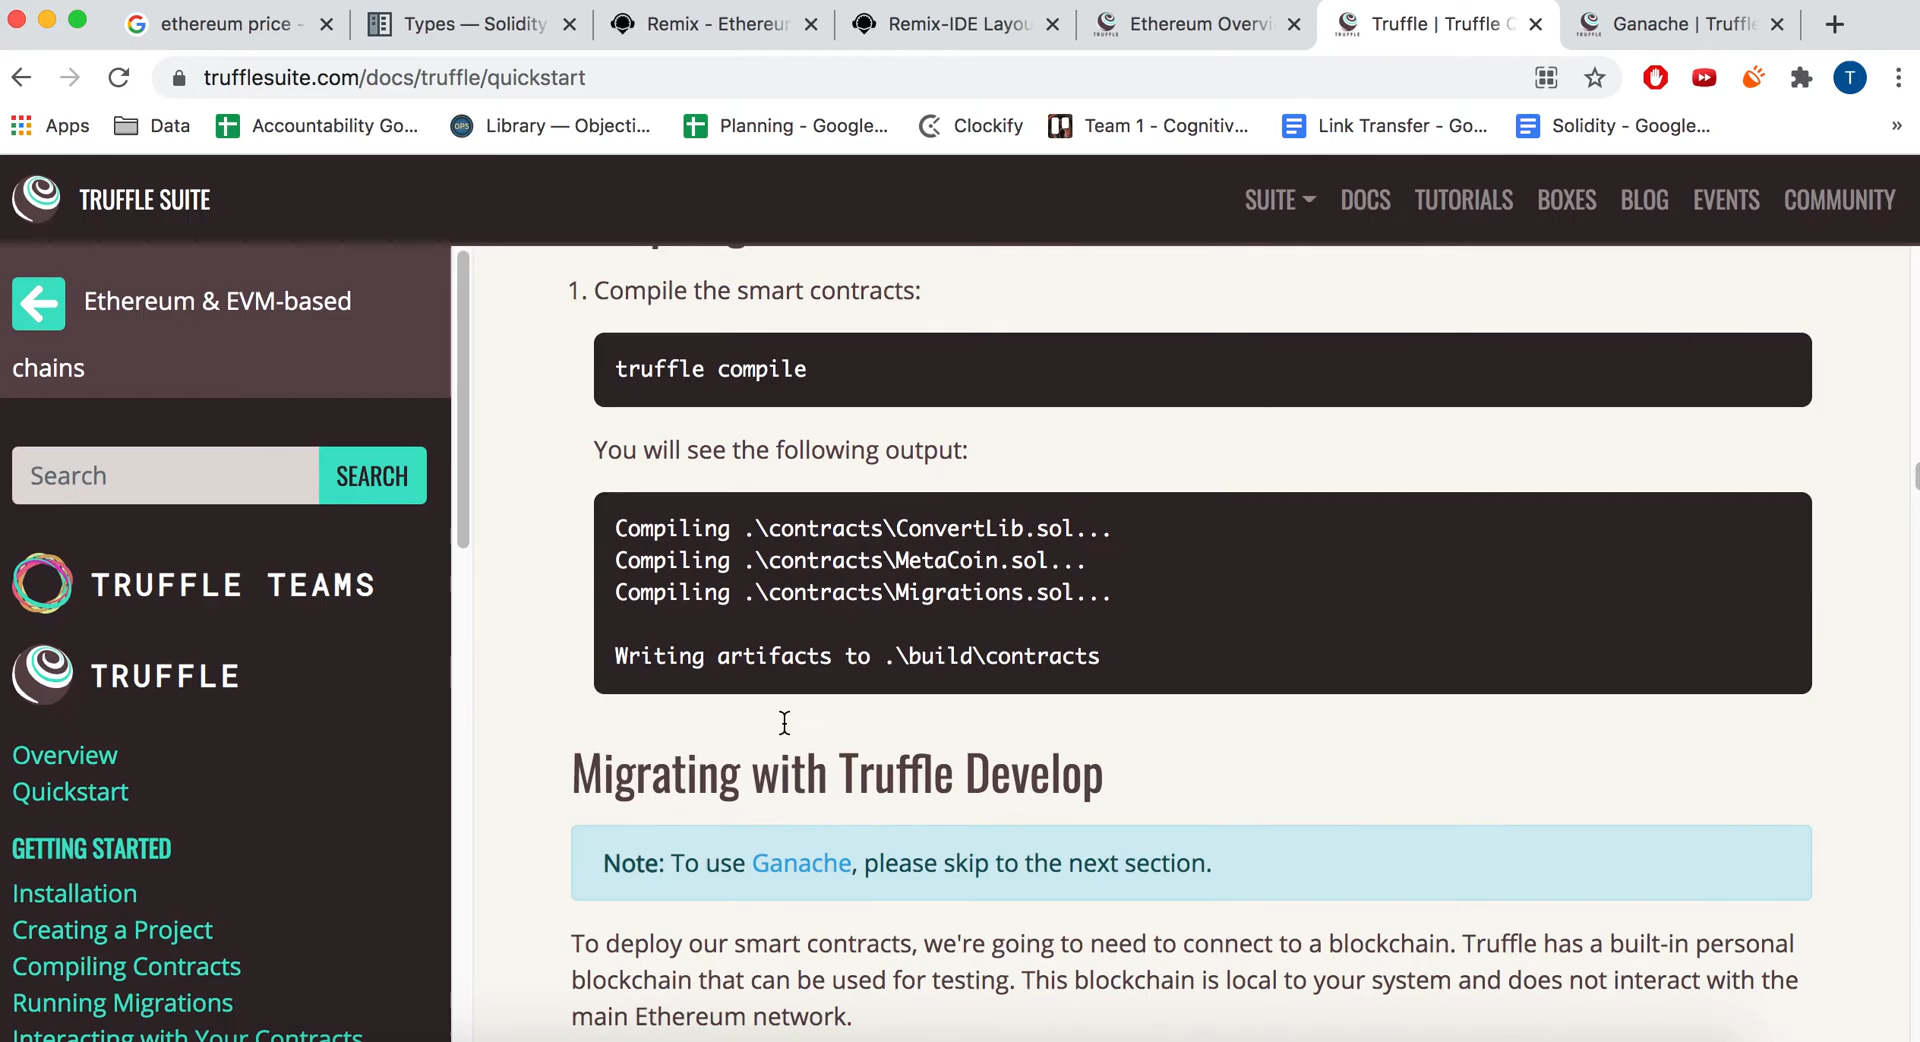 ethereum price -
Types — Solidity
Remix - Ethereu
Remix-IDE Layou
Ethereum Overvi
Truffle | Truffle
Ganache | Truffl
trufflesuite.com/docs/truffle/quickstart
T
Apps
Data
Accountability Go...
OPS
Library — Objecti...
Planning - Google...
Clockify
Team 1 - Cognitiv...
Link Transfer - Go...
Solidity - Google...
»
TRUFFLE SUITE
SUITE
DOCS
TUTORIALS
BOXES
BLOG
EVENTS
COMMUNITY
Ethereum & EVM-based
chains
Search
SEARCH
TRUFFLE TEAMS
TRUFFLE
Overview
Quickstart
GETTING STARTED
Installation
Creating a Project
Compiling Contracts
Running Migrations
Interacting with Your Contracts
1. Compile the smart contracts:
truffle compile
You will see the following output:
Compiling .\contracts\ConvertLib.sol...
Compiling .\contracts\MetaCoin.sol...
Compiling .\contracts\Migrations.sol...
Writing artifacts to .\build\contracts
Migrating with Truffle Develop
Note: To use Ganache, please skip to the next section.
To deploy our smart contracts, we're going to need to connect to a blockchain. Truffle has a built-in personal
blockchain that can be used for testing. This blockchain is local to your system and does not interact with the
main Ethereum network.